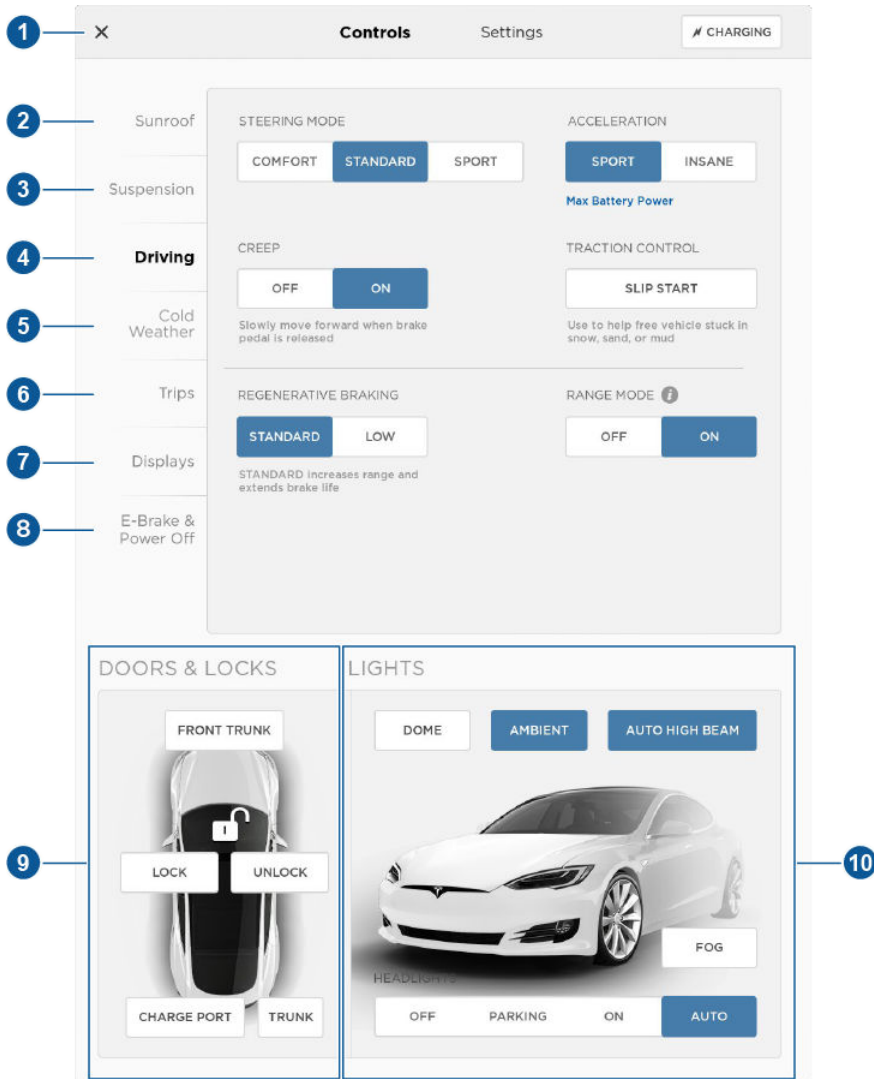 1
Controls Settings CHARGING
2 Sunroof
3 Suspension
4 Driving
5 Cold
Weather
6 Trips
7 Displays
8 E-Brake &
Power Off
STEERING MODE
COMFORT STANDARD SPORT
ACCELERATION
SPORT INSANE
Max Battery Power
CREEP
OFF ON
Slowly move forward when brake
pedal is released
TRACTION CONTROL
SLIP START
Use to help free vehicle stuck in
snow, sand, or mud
REGENERATIVE BRAKING
STANDARD LOW
STANDARD increases range and
extends brake life
RANGE MODE i
OFF ON
9
DOORS & LOCKS
FRONT TRUNK
LOCK UNLOCK
CHARGE PORT TRUNK
10
LIGHTS
DOME AMBIENT AUTO HIGH BEAM
FOG
HEADLIGHTS
OFF PARKING ON AUTO